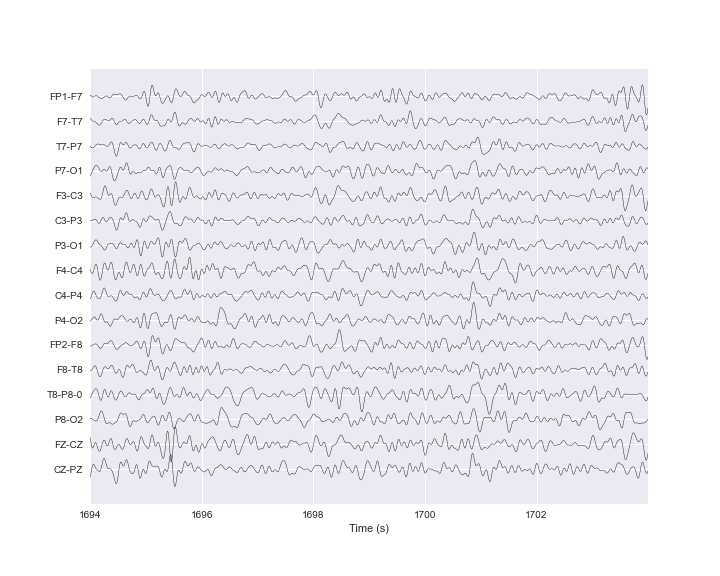 FP1-F7
F7-T7
T7-P7
P7-O1
F3-C3
C3-P3
P3-O1
F4-C4
C4-P4
P4-O2
FP2-F8
F8-T8
T8-P8-0
P8-O2
FZ-CZ
CZ-PZ
1694 1696 1698 1700 1702
Time (s)